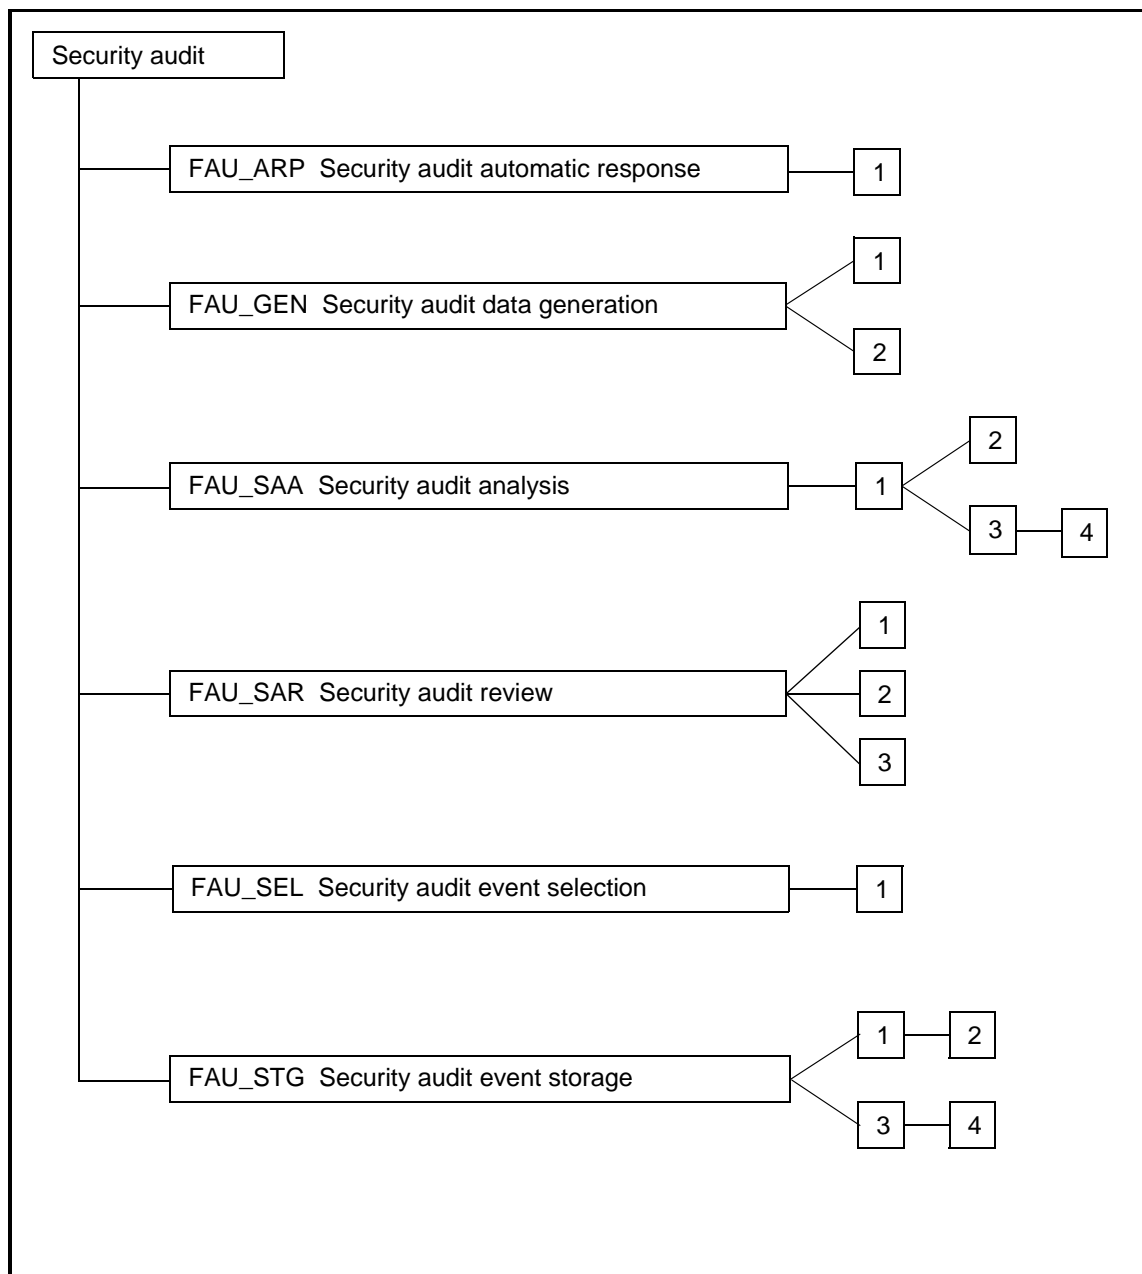 Security audit
FAU_ARP Security audit automatic response
1
FAU_GEN Security audit data generation
1
2
FAU_SAA Security audit analysis
1
2
3
4
FAU_SAR Security audit review
1
2
3
FAU_SEL Security audit event selection
1
FAU_STG Security audit event storage
1
2
3
4